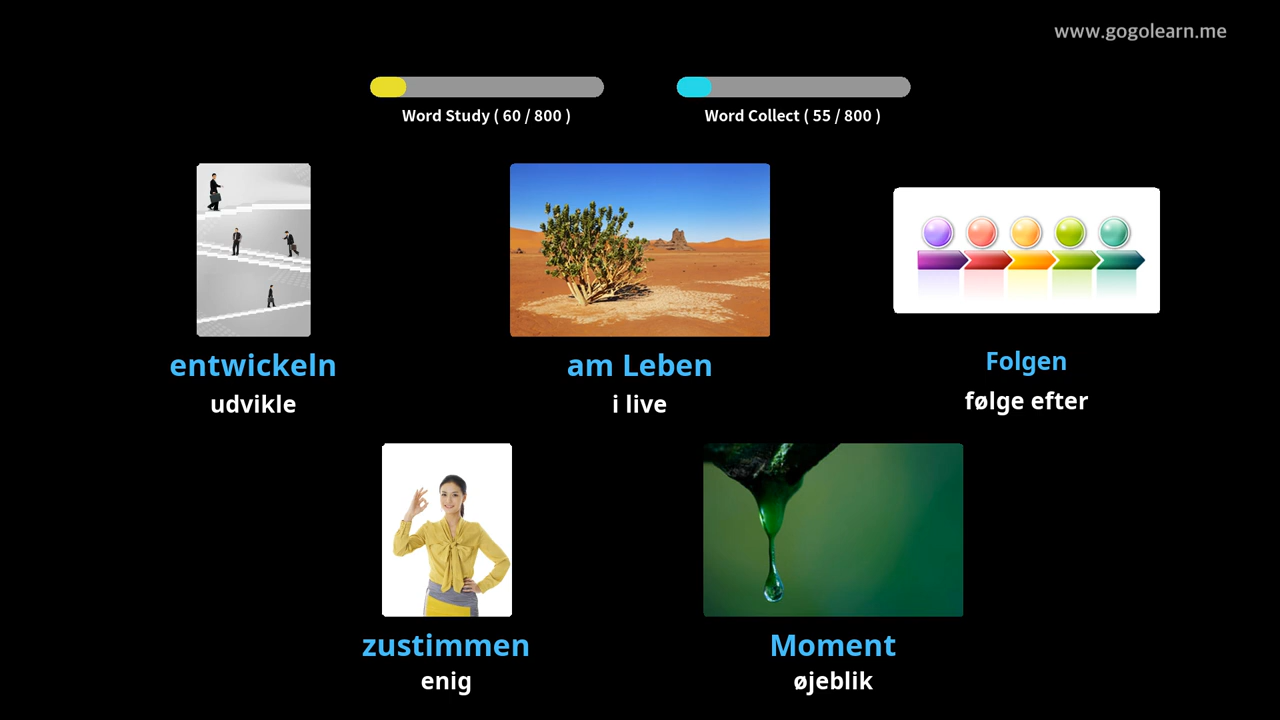 www.gogolearn.me
Word Study ( 60 / 800 )
Word Collect ( 55 / 800 )
entwickeln
udvikle
am Leben
i live
Folgen
følge efter
zustimmen
enig
Moment
øjeblik